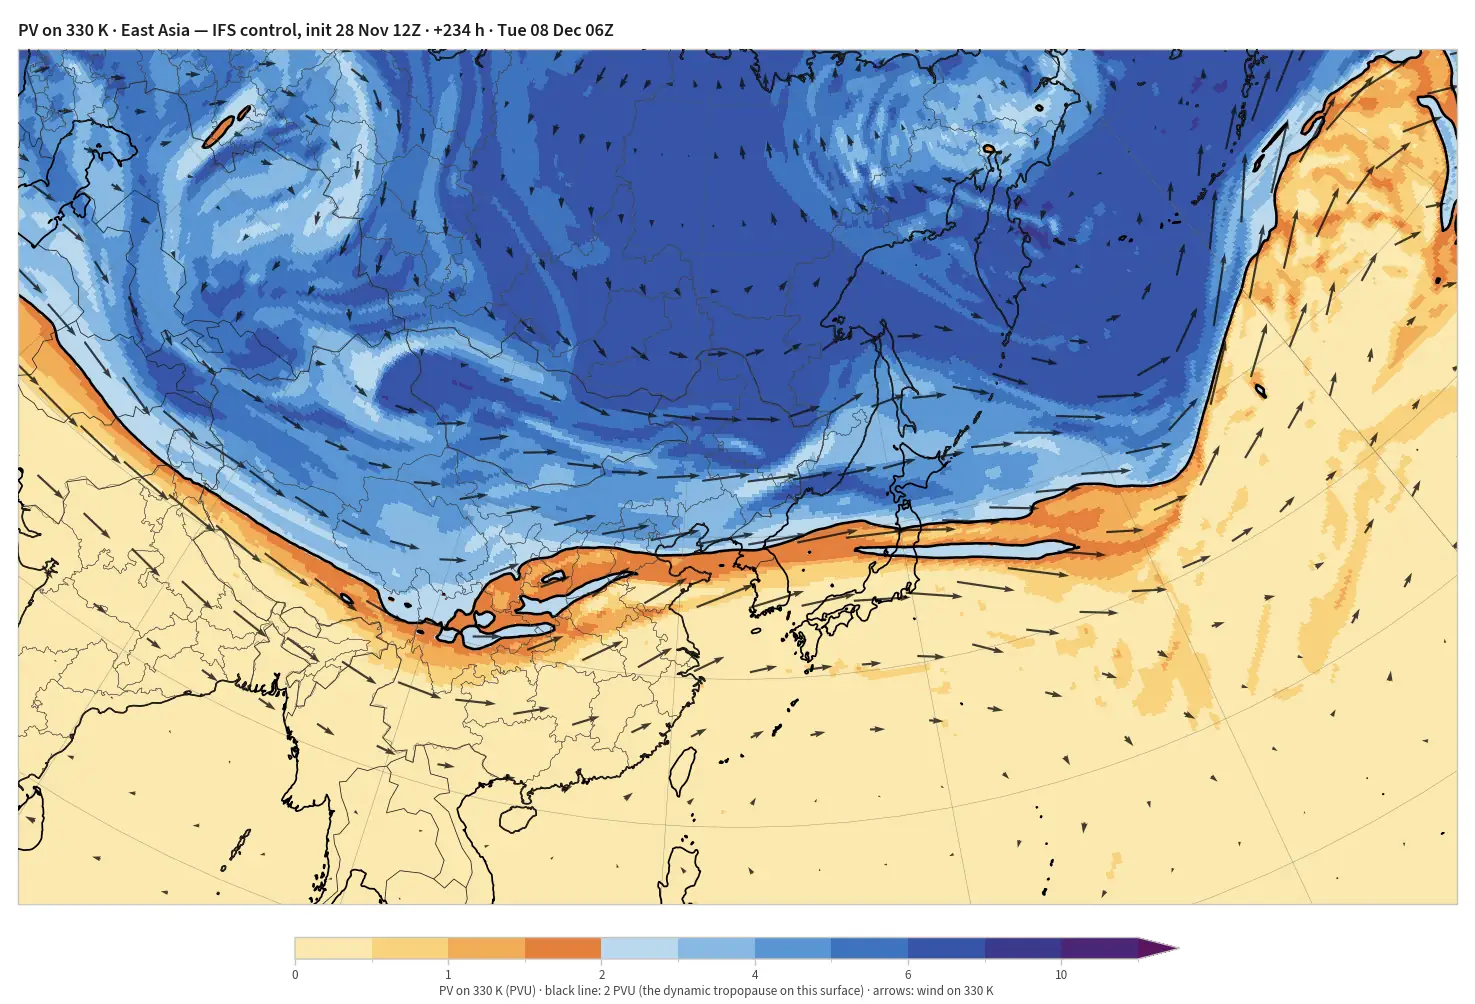 PV on 330 K · East Asia — IFS control, init 28 Nov 12Z · +234 h · Tue 08 Dec 06Z
0 1 2 4 6 10
PV on 330 K (PVU) · black line: 2 PVU (the dynamic tropopause on this surface) · arrows: wind on 330 K